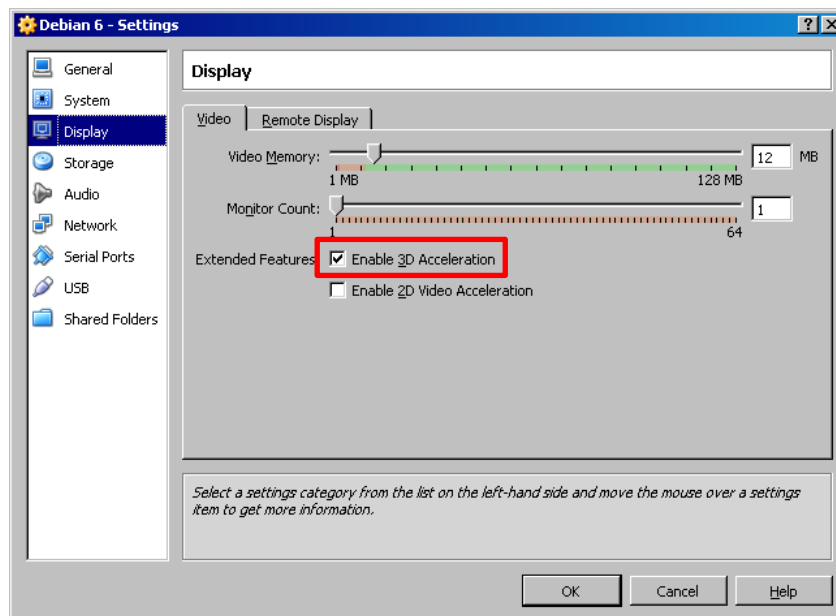 Debian 6 - Settings
General
System
Display
Storage
Audio
Network
Serial Ports
USB
Shared Folders
Display
Video
Remote Display
Video Memory:
12 MB
1 MB 128 MB
Monitor Count:
1
1 64
Extended Features Enable 3D Acceleration
Enable 2D Video Acceleration
Select a settings category from the list on the left-hand side and move the mouse over a settings
item to get more information.
OK Cancel Help